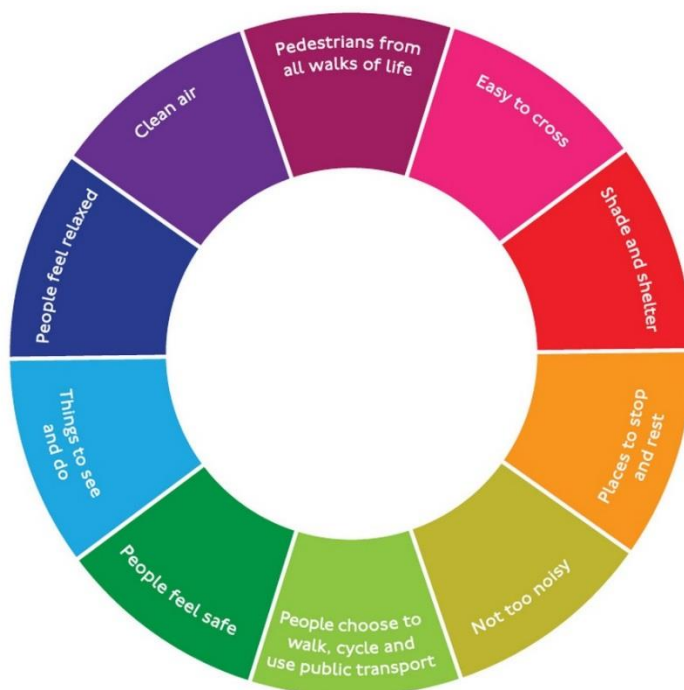 Pedestrians from
all walks of life
Easy to cross
Shade and shelter
Places to stop
and rest
Not too noisy
People choose to
walk, cycle and
use public transport
People feel safe
Things to see
and do
People feel relaxed
Clean air